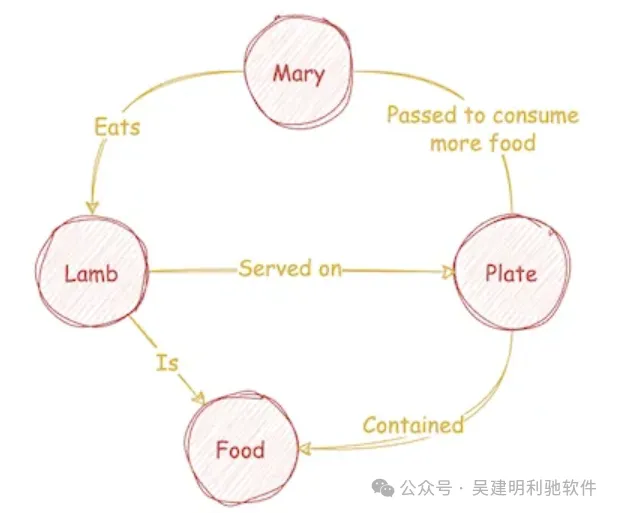 Mary
Eats
Passed to consume
more food
Lamb
Served on
Plate
Is
Contained
Food
公众号 · 吴建明利驰软件